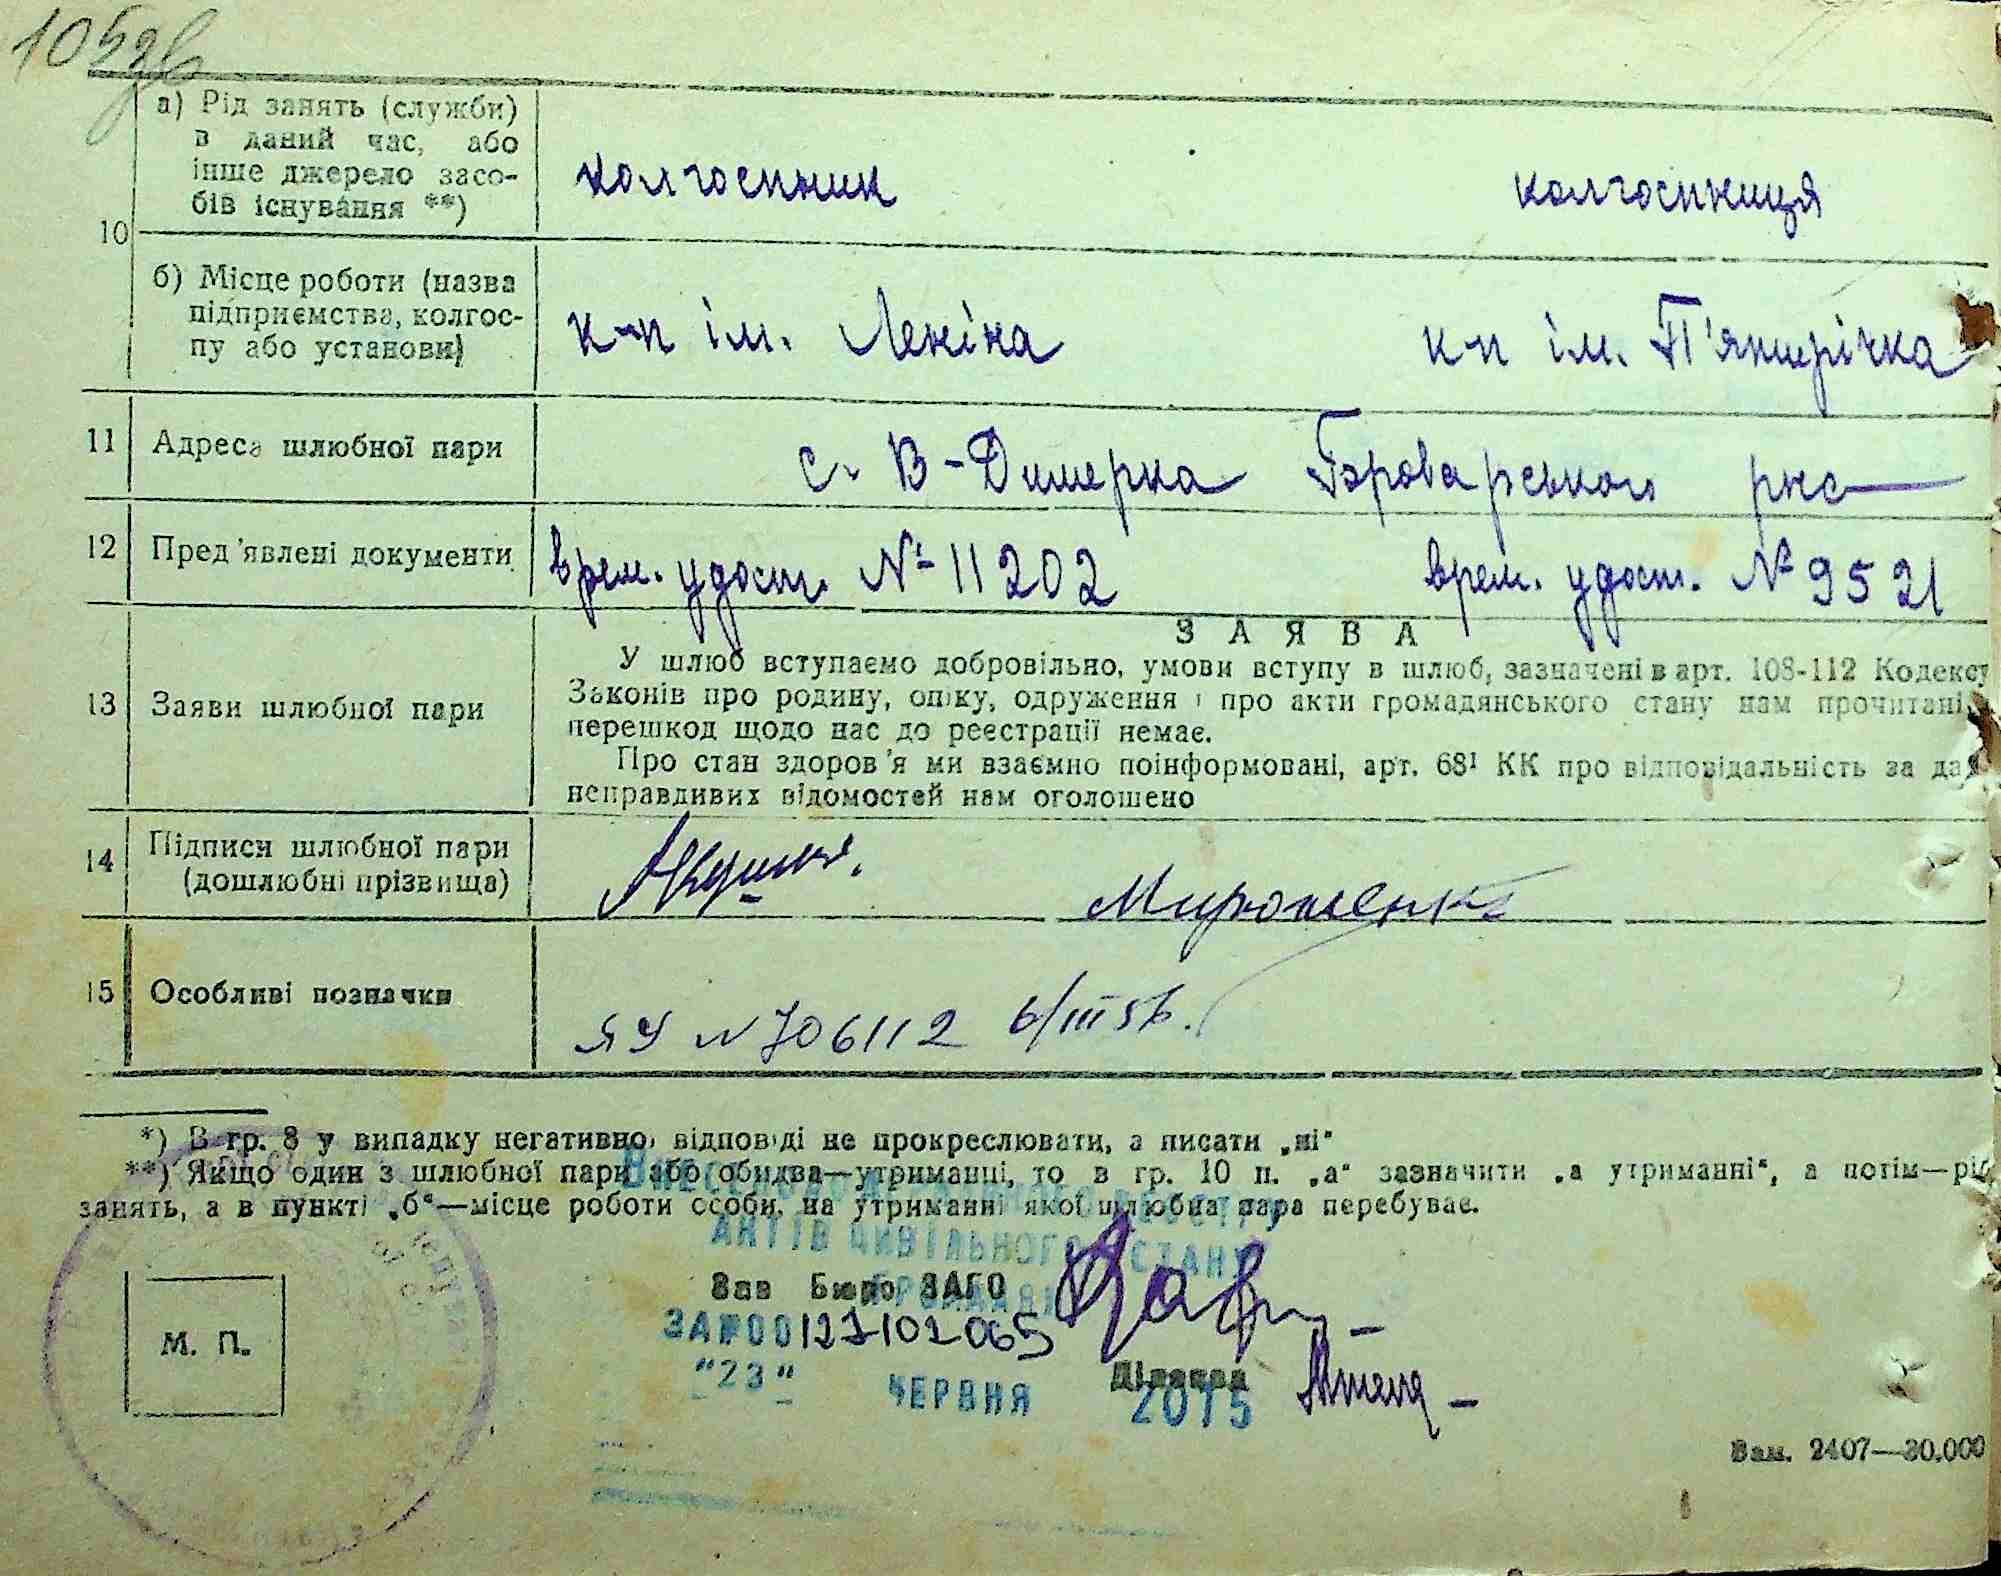 105зв
а) Рід занять (служби)
в даний час, або
інше джерело засо-
бів існування **)
колгоспник колгоспниця
10
б) Місце роботи (назва
підприємства, колгос-
пу або установи)
к-п ім. Леніна к-п ім. П'ятирічка
11 Адреса шлюбної пари с. В-Димерка Броварського р-на
12 Пред'явлені документи врем. удост. № 11202 врем. удост. № 9521
З А Я В А
У шлюб вступаємо добровільно, умови вступу в шлюб, зазначені в арт. 108-112 Кодексу
Законів про родину, опіку, одруження і про акти громадянського стану нам прочитані,
перешкод щодо нас до реєстрації немає.
13 Заяви шлюбної пари
Про стан здоров'я ми взаємно поінформовані, арт. 68¹ КК про відповідальність за да
неправдивих відомостей нам оголошено
14 Підписи шлюбної пари
(дошлюбні прізвища)
Мироненко
15 Особливі позначки
ЯУ № 706112 6/III 56.
*) В гр. 8 у випадку негативної відповіді не прокреслювати, а писати „ні"
**) Якщо один з шлюбної пари або обидва—утриманці, то в гр. 10 п. „а" зазначити „а утриманні", а потім—рід
занять, а в пункті „б"—місце роботи особи, на утриманні якої шлюбна пара перебуває.
АКТІВ ЦИВІЛЬНОГО СТАНУ
ГРОМАДЯН
Зав Бюро ЗАГС
ЗА №00127102065
М. П.
Діловод
"23" ЧЕРВНЯ 2015
Зам. 2407—30.000